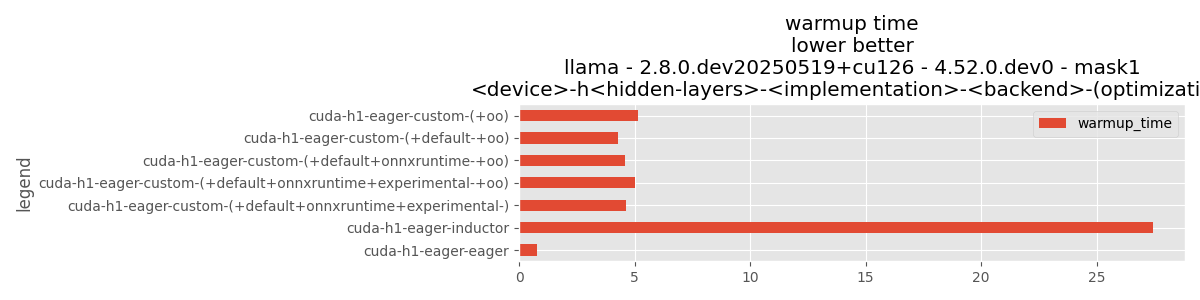 warmup time
lower better
llama - 2.8.0.dev20250519+cu126 - 4.52.0.dev0 - mask1
<device>-h<hidden-layers>-<implementation>-<backend>-(optimizati
warmup_time
legend
cuda-h1-eager-custom-(+oo)
cuda-h1-eager-custom-(+default-+oo)
cuda-h1-eager-custom-(+default+onnxruntime-+oo)
cuda-h1-eager-custom-(+default+onnxruntime+experimental-+oo)
cuda-h1-eager-custom-(+default+onnxruntime+experimental-)
cuda-h1-eager-inductor
cuda-h1-eager-eager
0 5 10 15 20 25